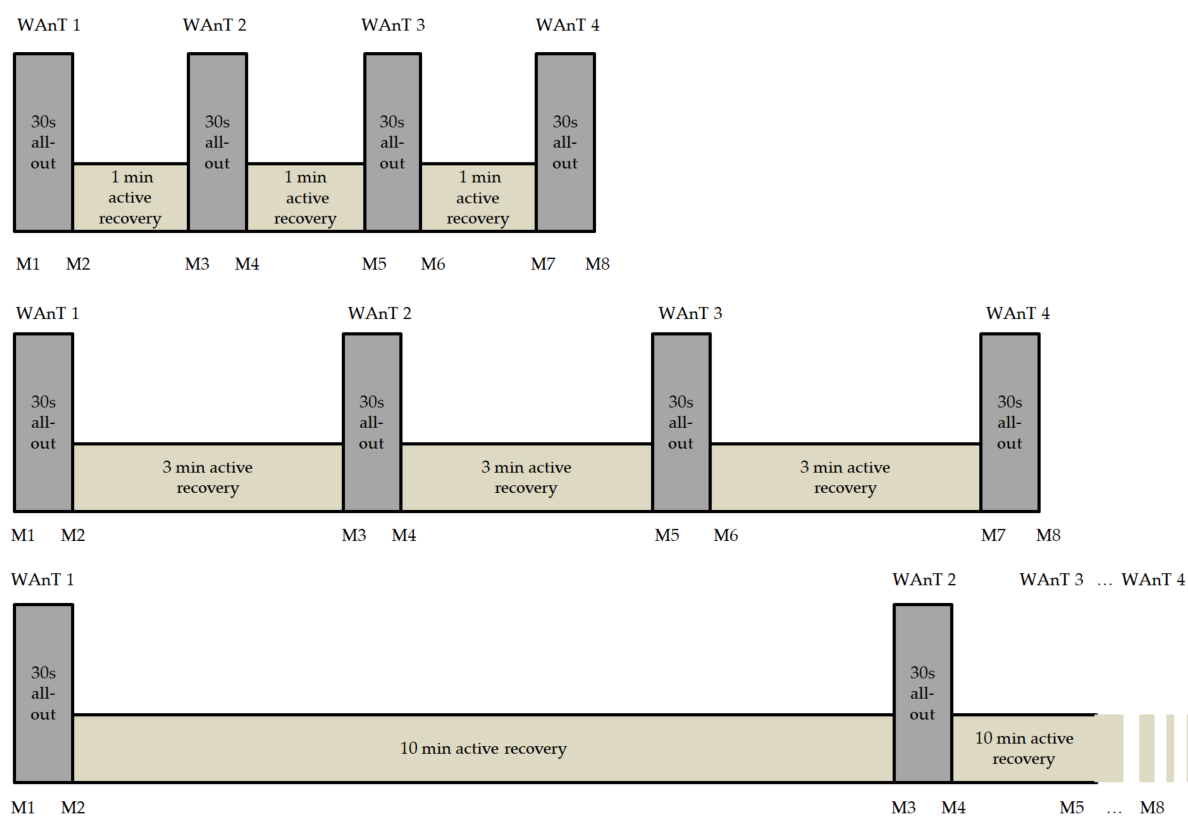 WAnT 1 WAnT 2 WAnT 3 WAnT 4
30s
all-
out
1 min
active
recovery
30s
all-
out
1 min
active
recovery
30s
all-
out
1 min
active
recovery
30s
all-
out
M1 M2 M3 M4 M5 M6 M7 M8
WAnT 1 WAnT 2 WAnT 3 WAnT 4
30s
all-
out
3 min active
recovery
30s
all-
out
3 min active
recovery
30s
all-
out
3 min active
recovery
30s
all-
out
M1 M2 M3 M4 M5 M6 M7 M8
WAnT 1 WAnT 2 WAnT 3 … WAnT 4
30s
all-
out
10 min active recovery
30s
all-
out
10 min active
recovery
M1 M2 M3 M4 M5 … M8